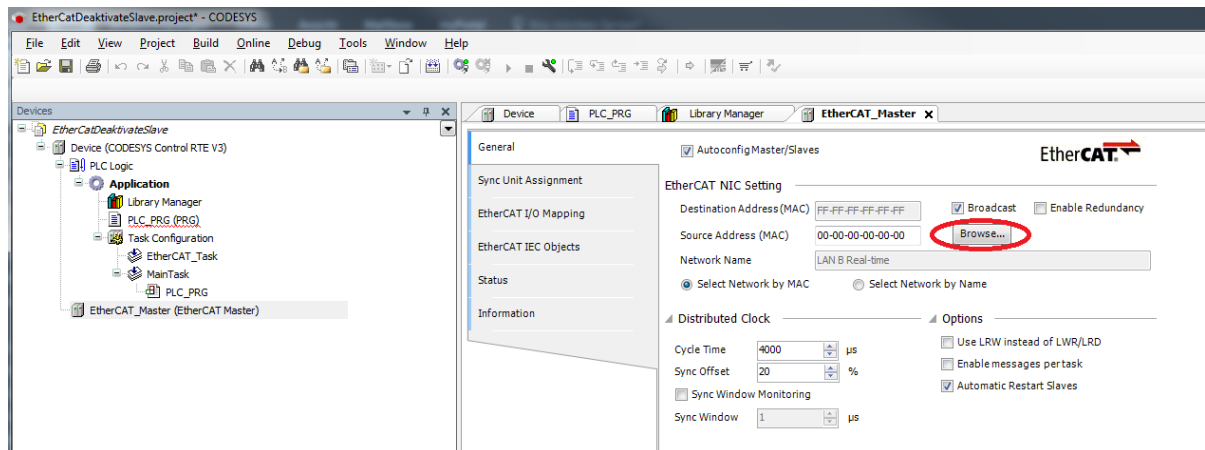 EtherCatDeaktivateSlave.project* - CODESYS
File Edit View Project Build Online Debug Tools Window Help
Devices
EtherCatDeaktivateSlave
Device (CODESYS Control RTE V3)
PLC Logic
Application
Library Manager
PLC_PRG (PRG)
Task Configuration
EtherCAT_Task
MainTask
PLC_PRG
EtherCAT_Master (EtherCAT Master)
Device PLC_PRG Library Manager EtherCAT_Master
General
Sync Unit Assignment
EtherCAT I/O Mapping
EtherCAT IEC Objects
Status
Information
Autoconfig Master/Slaves
EtherCAT.
EtherCAT NIC Setting
Destination Address (MAC) FF-FF-FF-FF-FF-FF Broadcast Enable Redundancy
Source Address (MAC) 00-00-00-00-00-00 Browse...
Network Name LAN B Real-time
Select Network by MAC Select Network by Name
Distributed Clock Options
Cycle Time 4000 µs Use LRW instead of LWR/LRD
Sync Offset 20 % Enable messages per task
Sync Window Monitoring Automatic Restart Slaves
Sync Window 1 µs